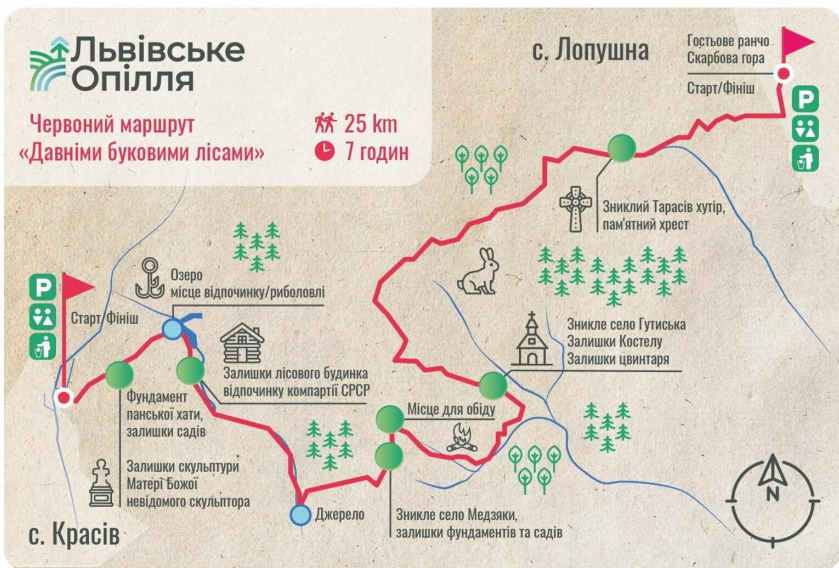 Львівське
Опілля
Червоний маршрут
«Давніми буковими лісами»
25 km
7 годин
с. Лопушна
Гостьове ранчо
Скарбова гора
Старт/Фініш
P
Зниклий Тарасів хутір,
пам'ятний хрест
Озеро
місце відпочинку/риболовлі
P
Старт/Фініш
Залишки лісового будинка
відпочинку компартії СРСР
Зникле село Гутиська
Залишки Костелу
Залишки цвинтаря
Фундамент
панської хати,
залишки садів
Місце для обіду
Залишки скульптури
Матері Божої
невідомого скульптора
Джерело
Зникле село Медзяки,
залишки фундаментів та садів
с. Красів
N